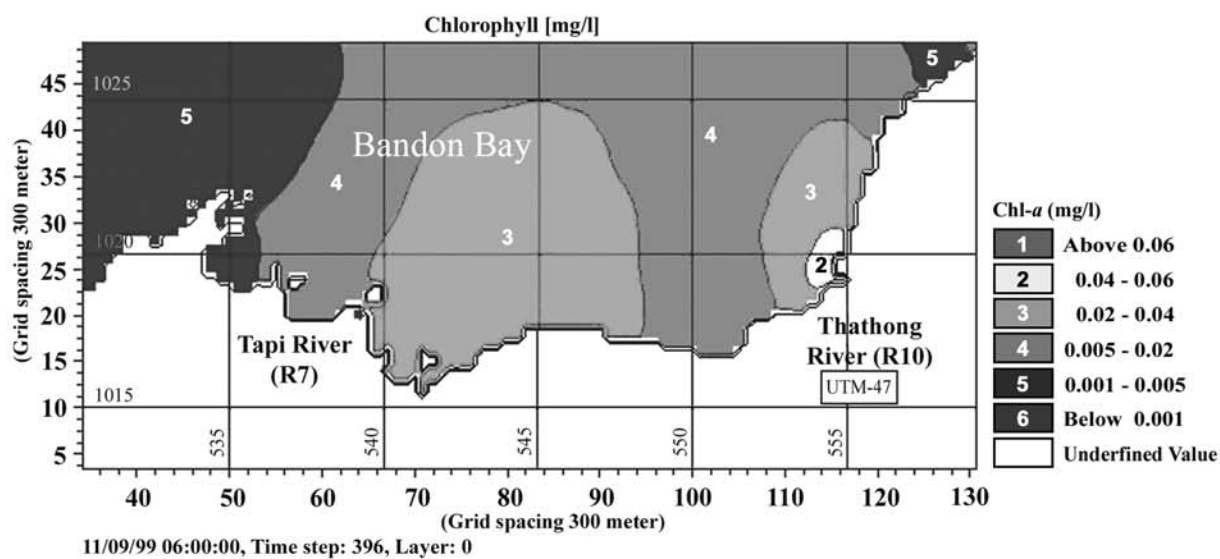 Chlorophyll [mg/l]
(Grid spacing 300 meter)
45
40
35
30
25
20
15
10
5
1025
1020
1015
5
Bandon Bay
4
3
4
5
3
2
Tapi River
(R7)
Thathong
River (R10)
UTM-47
535
540
545
550
555
40
50
60
70
80
90
100
110
120
130
(Grid spacing 300 meter)
11/09/99 06:00:00, Time step: 396, Layer: 0
Chl-a (mg/l)
1 Above 0.06
2 0.04 - 0.06
3 0.02 - 0.04
4 0.005 - 0.02
5 0.001 - 0.005
6 Below 0.001
Underfined Value